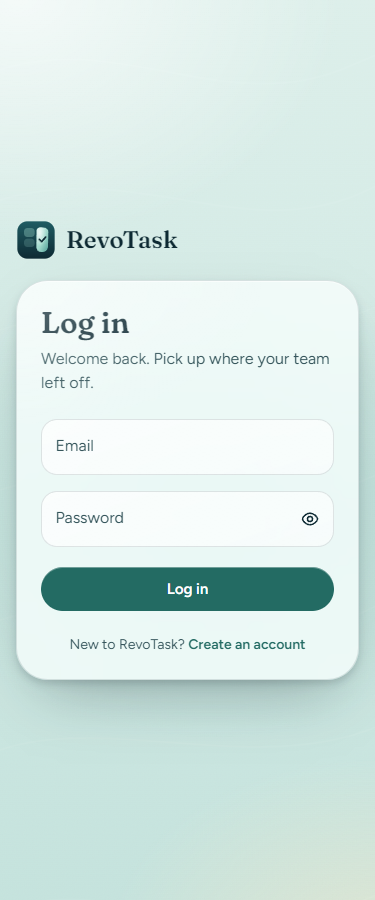 RevoTask
Log in
Welcome back. Pick up where your team
left off.
Email
Password
Log in
New to RevoTask? Create an account